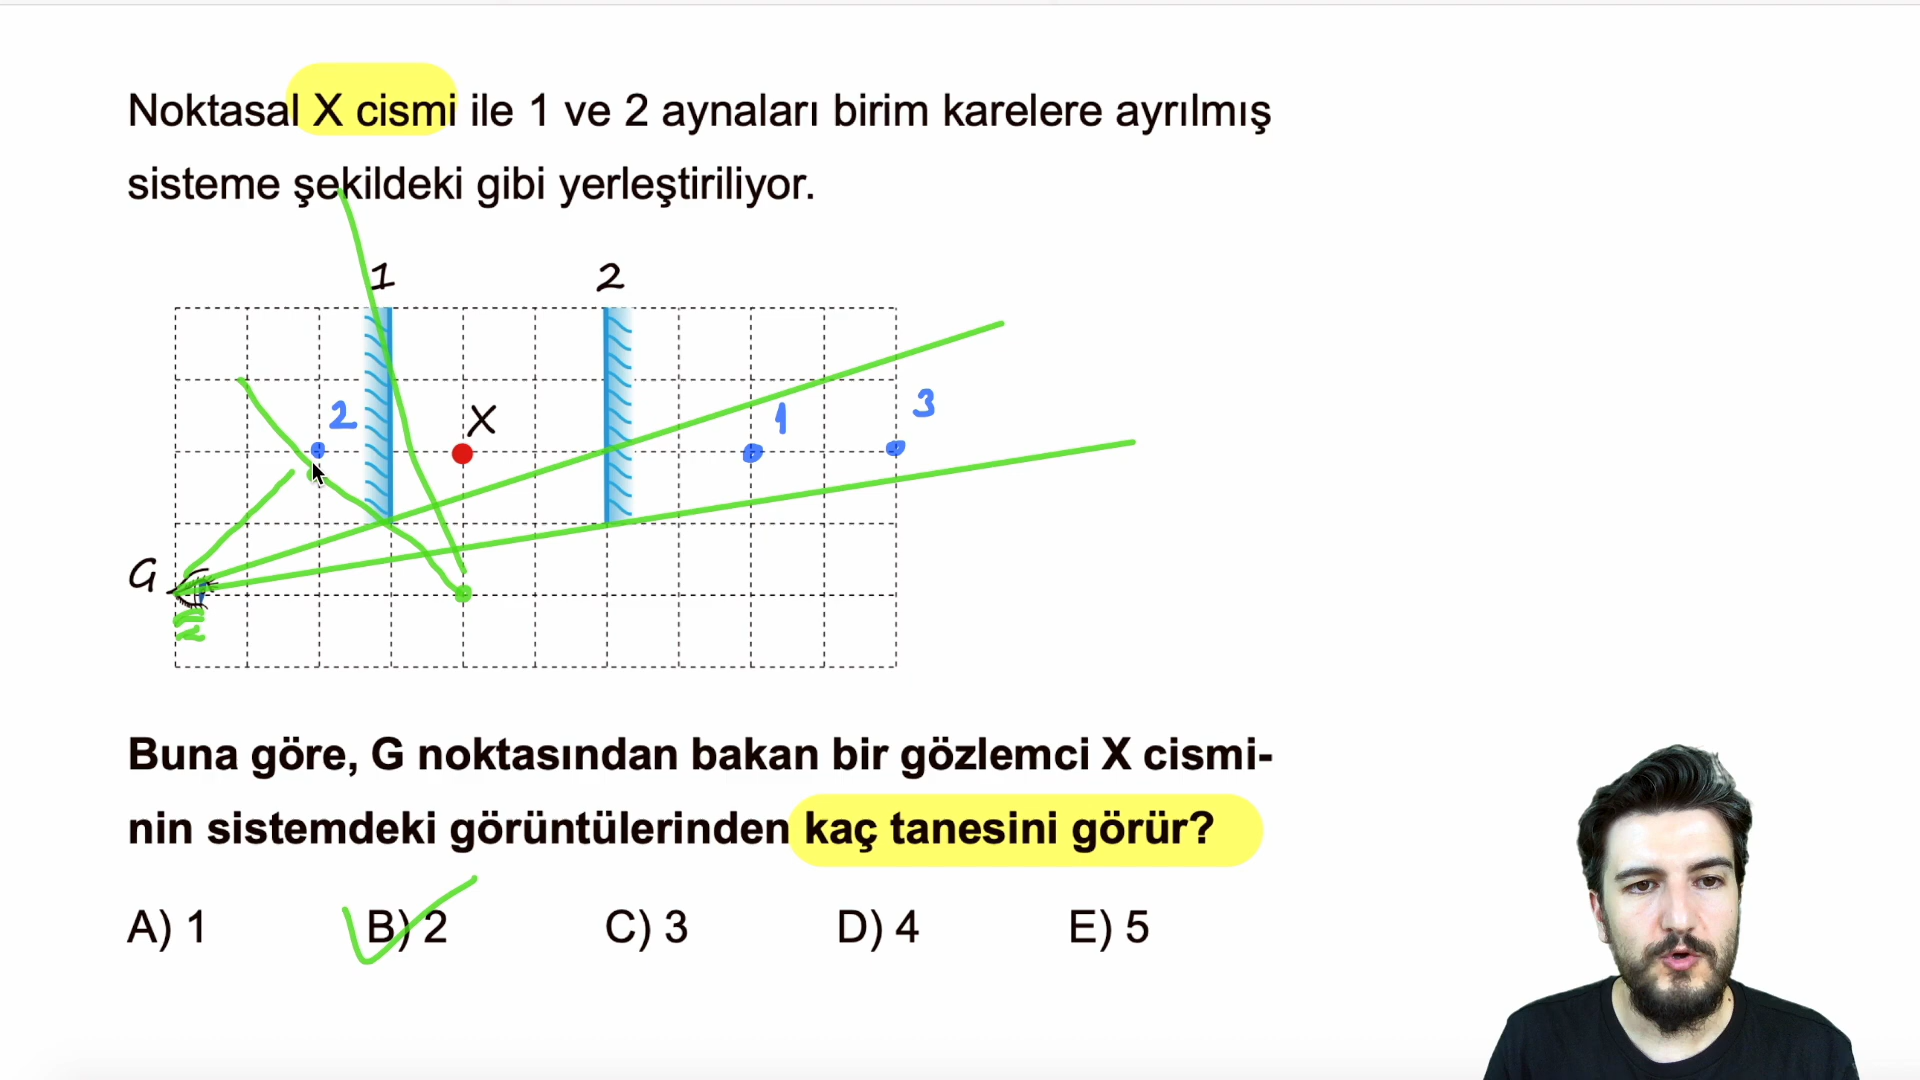 Noktasal X cismi ile 1 ve 2 aynaları birim karelere ayrılmış
sisteme şekildeki gibi yerleştiriliyor.
1 2
2 X 1 3
G
Buna göre, G noktasından bakan bir gözlemci X cismi-
nin sistemdeki görüntülerinden kaç tanesini görür?
A) 1 B) 2 C) 3 D) 4 E) 5